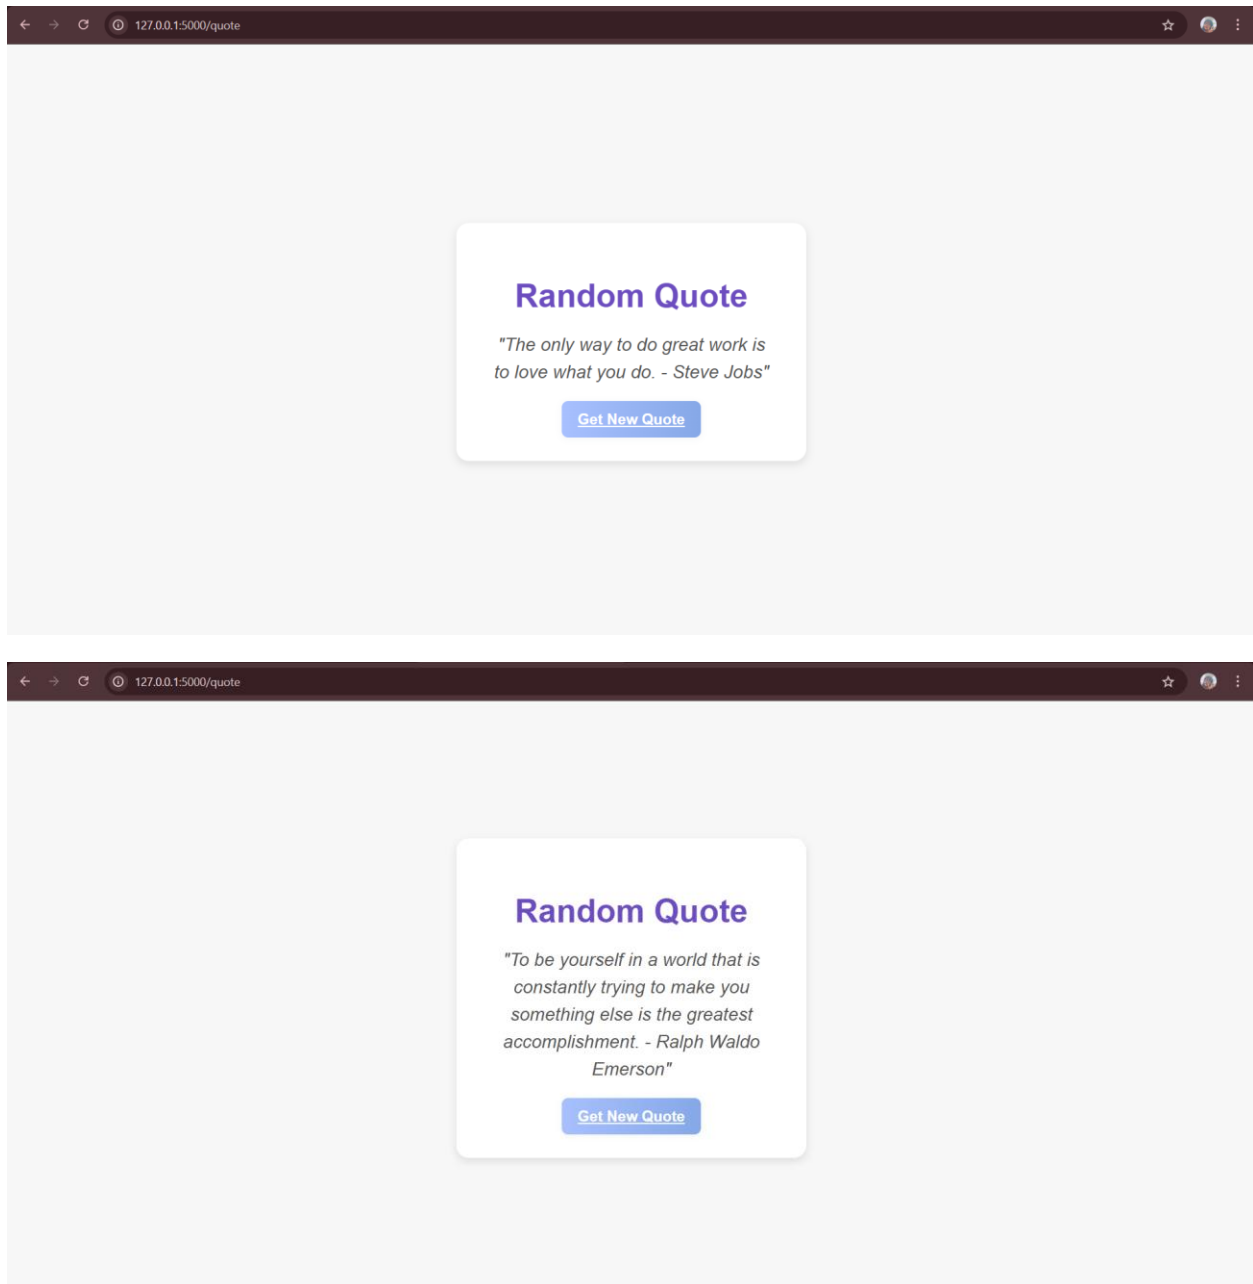 127.0.0.1:5000/quote
Random Quote
"The only way to do great work is
to love what you do. - Steve Jobs"
Get New Quote
127.0.0.1:5000/quote
Random Quote
"To be yourself in a world that is
constantly trying to make you
something else is the greatest
accomplishment. - Ralph Waldo
Emerson"
Get New Quote